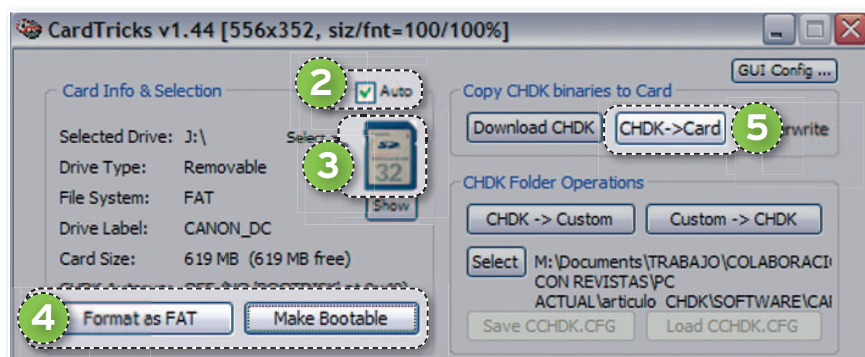 CardTricks v1.44 [556x352, siz/fnt=100/100%]
GUI Config ...
Card Info & Selection
2
Auto
Selected Drive: J:\
3
32
Drive Type: Removable
File System: FAT
Show
Drive Label: CANON_DC
Card Size: 619 MB (619 MB free)
4
Format as FAT
Make Bootable
Copy CHDK binaries to Card
Download CHDK
CHDK->Card
5
CHDK Folder Operations
CHDK -> Custom
Custom -> CHDK
Select
M:\Documents\TRABAJO\COLABORACI
CON REVISTAS\PC
ACTUAL\articulo CHDK\SOFTWARE\CA
Save CCHDK.CFG
Load CCHDK.CFG